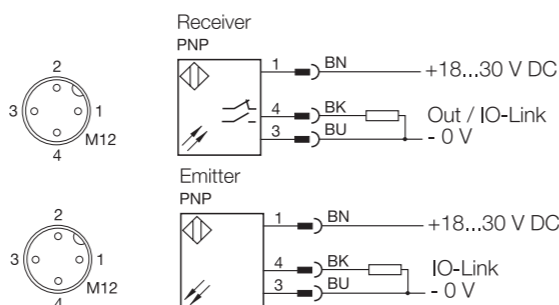 Receiver
PNP
2
3 1
4 M12
1 BN +18...30 V DC
4 BK Out / IO-Link
3 BU - 0 V
Emitter
PNP
2
3 1
4 M12
1 BN +18...30 V DC
4 BK IO-Link
3 BU - 0 V